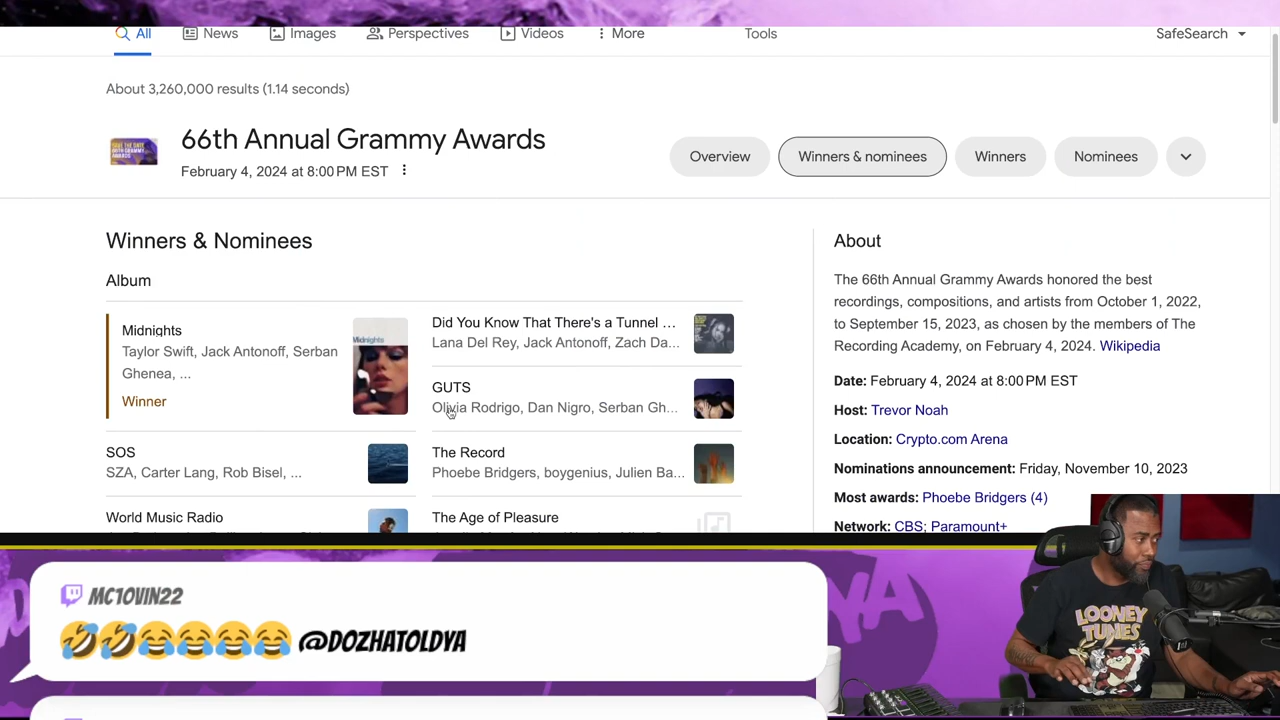 All
News
Images
Perspectives
Videos
More
Tools
SafeSearch
About 3,260,000 results (1.14 seconds)
66th Annual Grammy Awards
February 4, 2024 at 8:00 PM EST
Overview
Winners & nominees
Winners
Nominees
Winners & Nominees
Album
Midnights
Taylor Swift, Jack Antonoff, Serban
Ghenea, ...
Winner
Midnights
Did You Know That There's a Tunnel ...
Lana Del Rey, Jack Antonoff, Zach Da...
GUTS
Olivia Rodrigo, Dan Nigro, Serban Gh...
SOS
SZA, Carter Lang, Rob Bisel, ...
The Record
Phoebe Bridgers, boygenius, Julien Ba...
World Music Radio
The Age of Pleasure
About
The 66th Annual Grammy Awards honored the best
recordings, compositions, and artists from October 1, 2022,
to September 15, 2023, as chosen by the members of The
Recording Academy, on February 4, 2024. Wikipedia
Date: February 4, 2024 at 8:00 PM EST
Host: Trevor Noah
Location: Crypto.com Arena
Nominations announcement: Friday, November 10, 2023
Most awards: Phoebe Bridgers (4)
Network: CBS; Paramount+
MC10VIN22
🤣🤣😂😂😂😂 @DOZHATOLDYA
LOONEY
TUNES